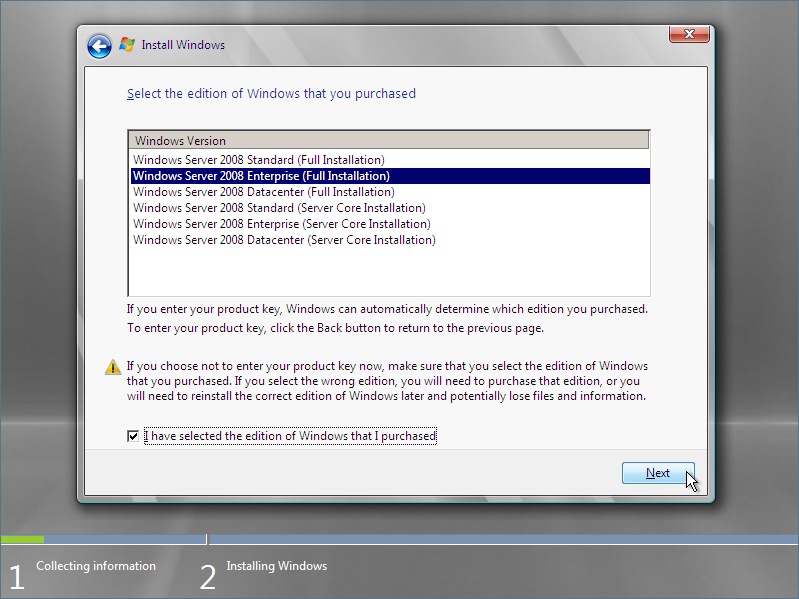 Install Windows
Select the edition of Windows that you purchased
Windows Version
Windows Server 2008 Standard (Full Installation)
Windows Server 2008 Enterprise (Full Installation)
Windows Server 2008 Datacenter (Full Installation)
Windows Server 2008 Standard (Server Core Installation)
Windows Server 2008 Enterprise (Server Core Installation)
Windows Server 2008 Datacenter (Server Core Installation)
If you enter your product key, Windows can automatically determine which edition you purchased.
To enter your product key, click the Back button to return to the previous page.
If you choose not to enter your product key now, make sure that you select the edition of Windows
that you purchased. If you select the wrong edition, you will need to purchase that edition, or you
will need to reinstall the correct edition of Windows later and potentially lose files and information.
I have selected the edition of Windows that I purchased
Next
1 Collecting information
2 Installing Windows